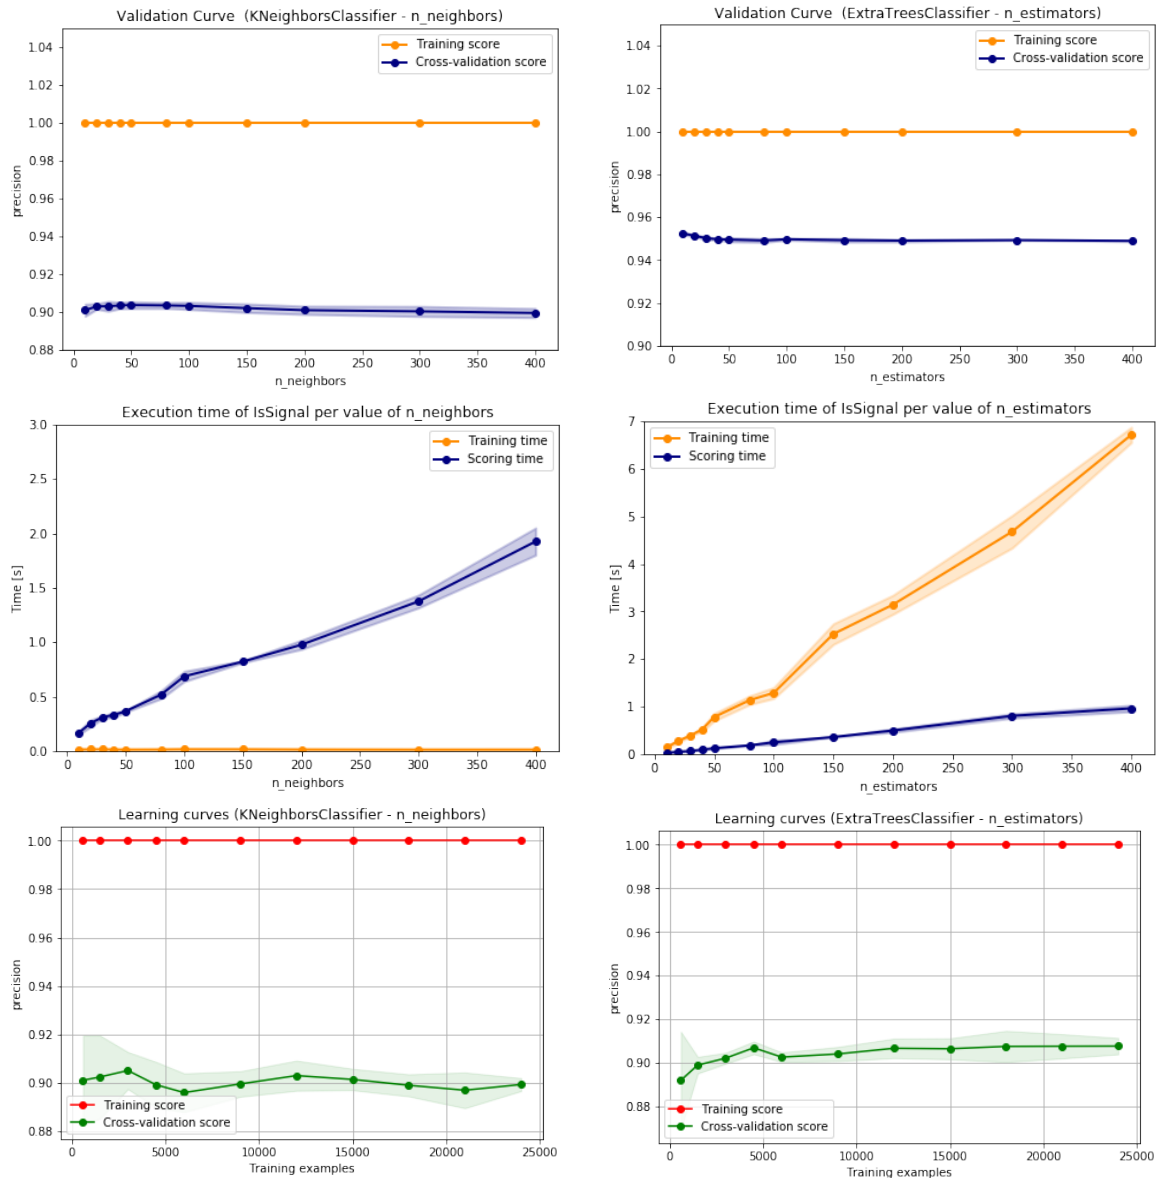 Validation Curve (KNeighborsClassifier - n_neighbors)
1.04
1.02
1.00
0.98
0.96
0.94
0.92
0.90
0.88
precision
Training score
Cross-validation score
50 100 150 200 250 300 350 400
n_neighbors
Validation Curve (ExtraTreesClassifier - n_estimators)
1.04
1.02
1.00
0.98
0.96
0.94
0.92
0.90
precision
Training score
Cross-validation score
0 50 100 150 200 250 300 350 400
n_estimators
Execution time of IsSignal per value of n_neighbors
3.0
2.5
2.0
1.5
1.0
0.5
0.0
Time [s]
Training time
Scoring time
0 50 100 150 200 250 300 350 400
n_neighbors
Execution time of IsSignal per value of n_estimators
7
6
5
4
3
2
1
0
Time [s]
Training time
Scoring time
0 50 100 150 200 250 300 350 400
n_estimators
Learning curves (KNeighborsClassifier - n_neighbors)
1.00
0.98
0.96
0.94
0.92
0.90
0.88
precision
Training score
Cross-validation score
0 5000 10000 15000 20000 25000
Training examples
Learning curves (ExtraTreesClassifier - n_estimators)
1.00
0.98
0.96
0.94
0.92
0.90
0.88
precision
Training score
Cross-validation score
0 5000 10000 15000 20000 25000
Training examples